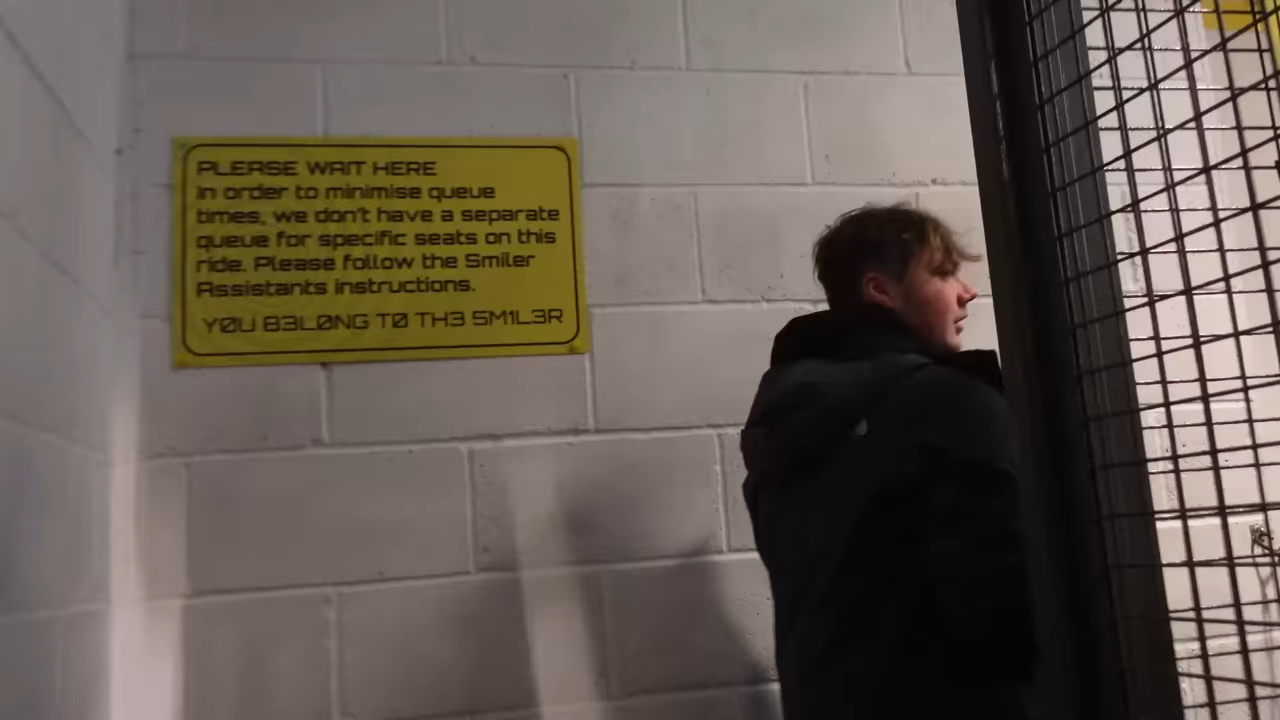 PLEASE WAIT HERE
In order to minimise queue
times, we don't have a separate
queue for specific seats on this
ride. Please follow the Smiler
Assistants instructions.
YØU B3LØNG TØ TH3 5M1L3R